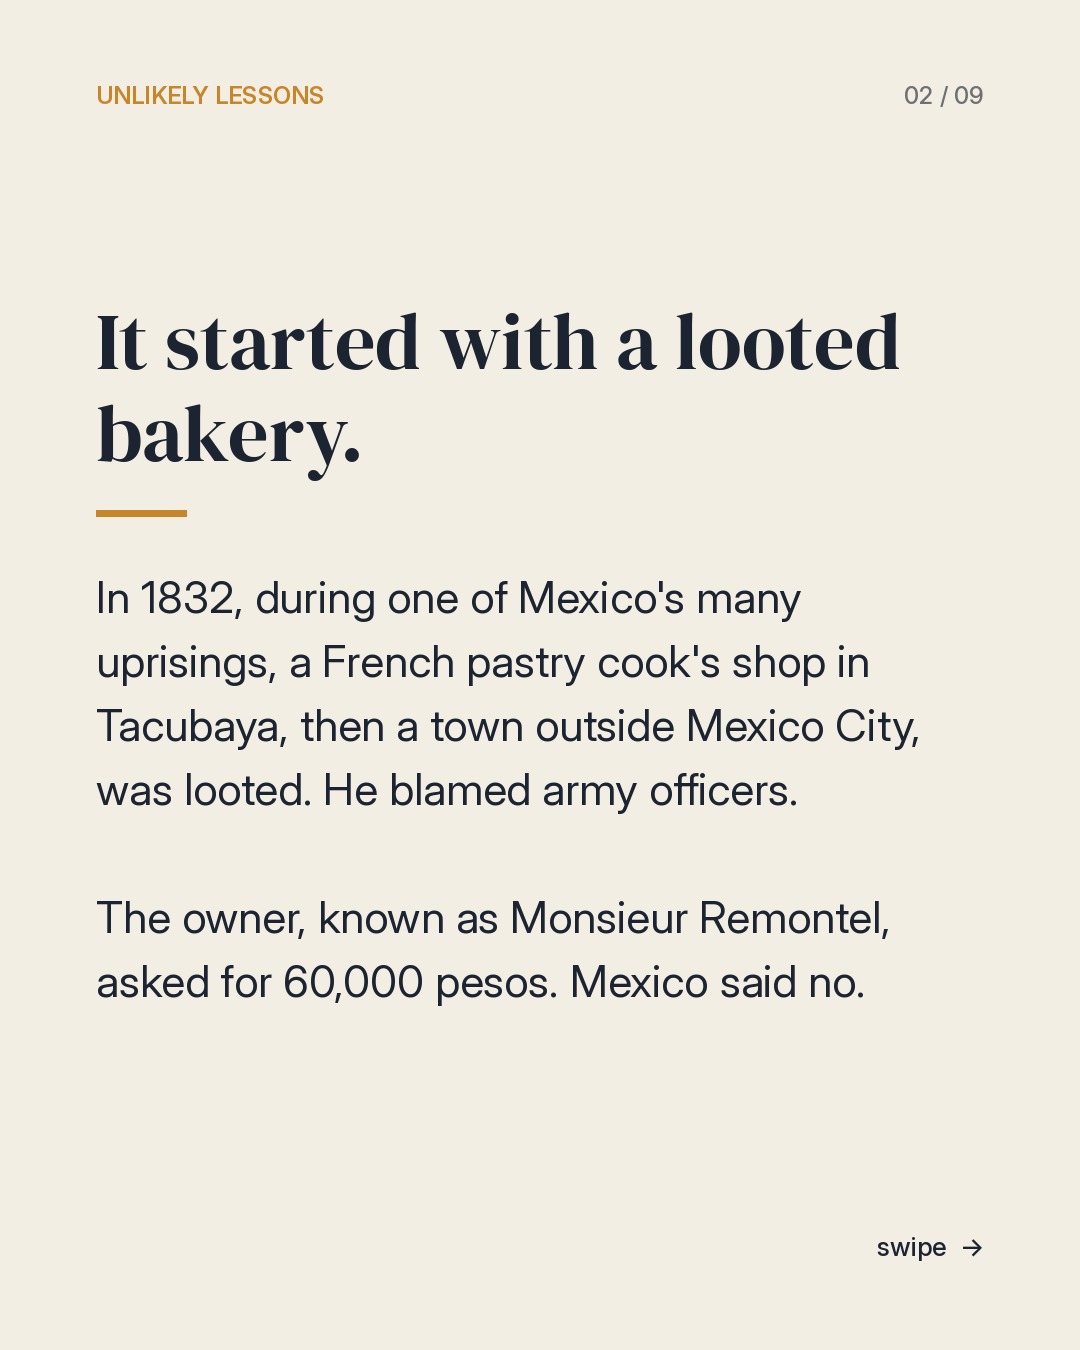 UNLIKELY LESSONS
02 / 09
It started with a looted
bakery.
In 1832, during one of Mexico's many
uprisings, a French pastry cook's shop in
Tacubaya, then a town outside Mexico City,
was looted. He blamed army officers.
The owner, known as Monsieur Remontel,
asked for 60,000 pesos. Mexico said no.
swipe →